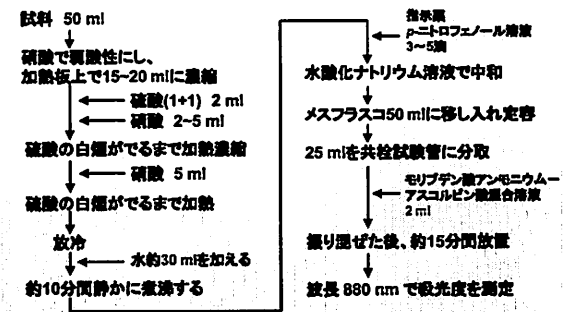 試料 50 ml
硝酸で弱酸性にし、
加熱板上で15~20 mlに濃縮
硫酸(1+1) 2 ml
硝酸 2~5 ml
硫酸の白煙がでるまで加熱濃縮
硝酸 5 ml
硫酸の白煙がでるまで加熱
放冷
水約30 mlを加える
約10分間静かに煮沸する
指示薬
p-ニトロフェノール溶液
3~5滴
水酸化ナトリウム溶液で中和
メスフラスコ50 mlに移し入れ定容
25 mlを共栓試験管に分取
モリブデン酸アンモニウムー
アスコルビン酸混合溶液
2 ml
振り混ぜた後、約15分間放置
波長 880 nm で吸光度を測定